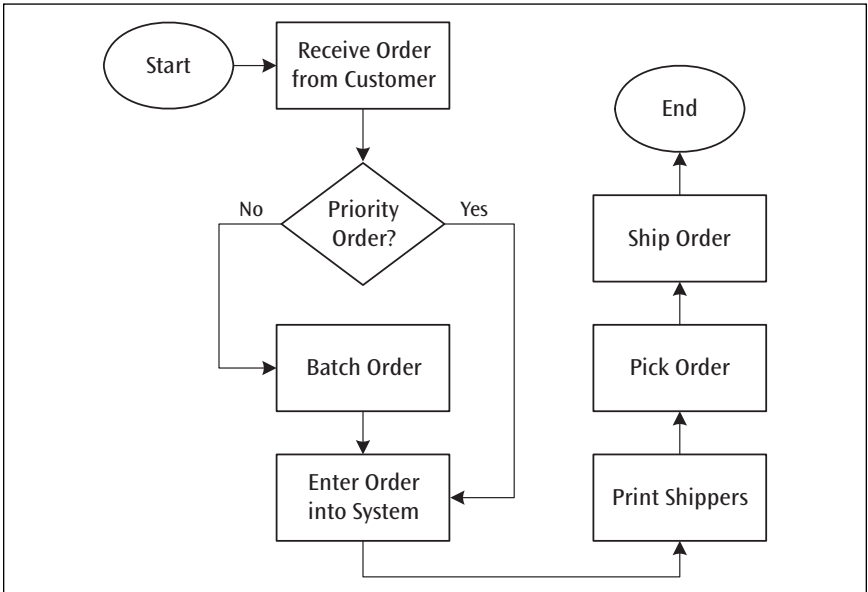 Start
Receive Order
from Customer
Priority
Order?
No
Yes
Batch Order
Enter Order
into System
Print Shippers
Pick Order
Ship Order
End